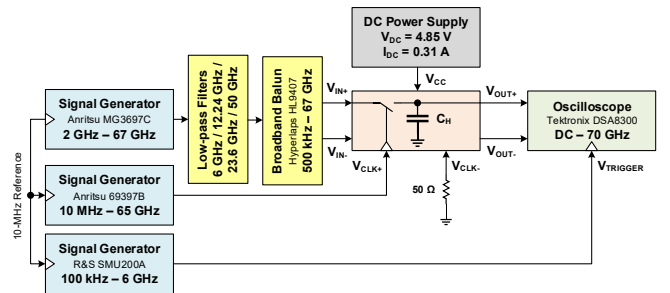 DC Power Supply
V_DC = 4.85 V
I_DC = 0.31 A
Signal Generator
Anritsu MG3697C
2 GHz – 67 GHz
Low-pass Filters
6 GHz / 12.24 GHz /
23.6 GHz / 50 GHz
Broadband Balun
Hyperlaps HL9407
500 kHz – 67 GHz
V_IN+
V_IN-
V_CC
C_H
V_OUT+
V_OUT-
Oscilloscope
Tektronix DSA8300
DC – 70 GHz
V_CLK+
V_CLK-
50 Ω
V_TRIGGER
10-MHz Reference
Signal Generator
Anritsu 69397B
10 MHz – 65 GHz
Signal Generator
R&S SMU200A
100 kHz – 6 GHz